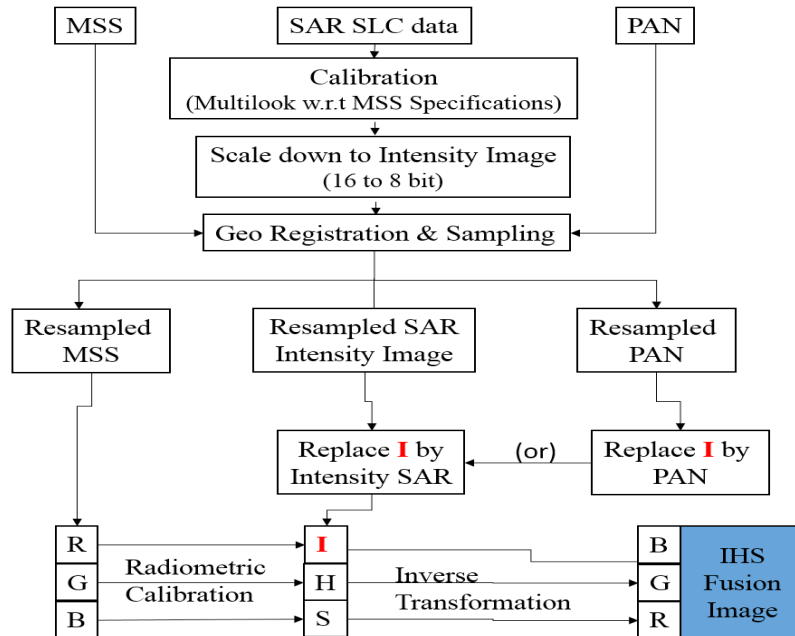 MSS
SAR SLC data
PAN
Calibration
(Multilook w.r.t MSS Specifications)
Scale down to Intensity Image
(16 to 8 bit)
Geo Registration & Sampling
Resampled
MSS
Resampled SAR
Intensity Image
Resampled
PAN
Replace I by
Intensity SAR
(or)
Replace I by
PAN
R
G
B
Radiometric
Calibration
I
H
S
Inverse
Transformation
B
G
R
IHS
Fusion
Image